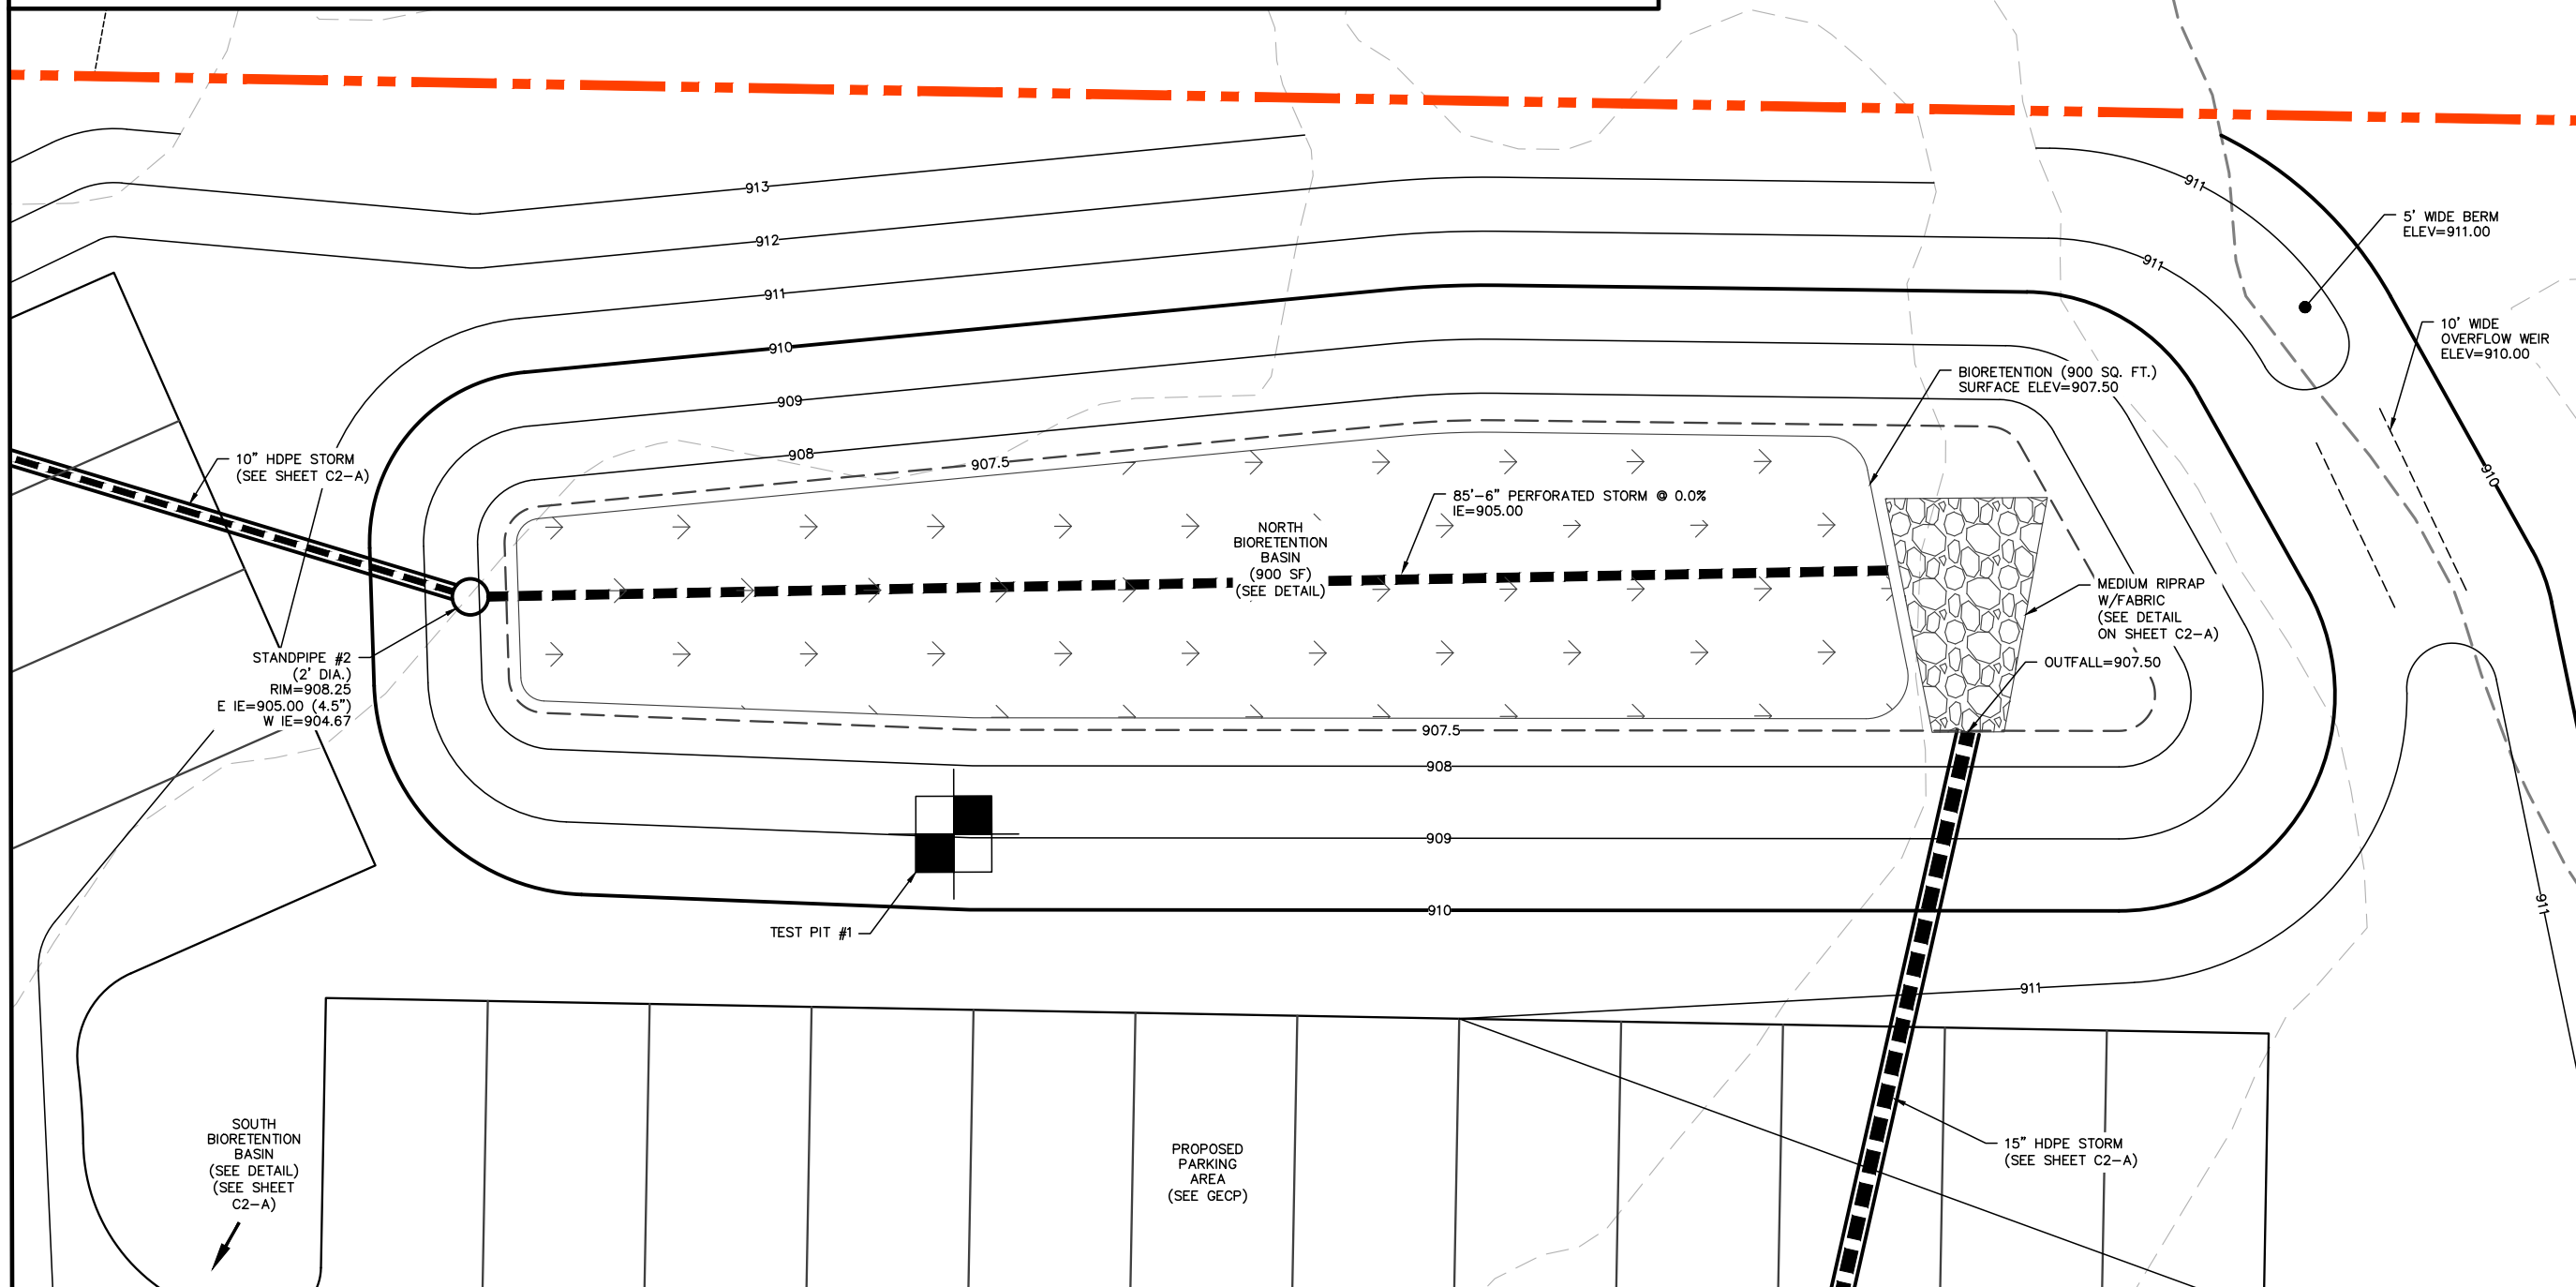 913
911
912
911
911
910
909
908
907.5
5' WIDE BERM
ELEV=911.00
10' WIDE
OVERFLOW WEIR
ELEV=910.00
BIORETENTION (900 SQ. FT.)
SURFACE ELEV=907.50
10" HDPE STORM
(SEE SHEET C2-A)
85'-6" PERFORATED STORM @ 0.0%
IE=905.00
910
NORTH
BIORETENTION
BASIN
(900 SF)
(SEE DETAIL)
MEDIUM RIPRAP
W/FABRIC
(SEE DETAIL
ON SHEET C2-A)
STANDPIPE #2
(2' DIA.)
RIM=908.25
E IE=905.00 (4.5")
W IE=904.67
OUTFALL=907.50
907.5
908
909
910
911
TEST PIT #1
911
SOUTH
BIORETENTION
BASIN
(SEE DETAIL)
(SEE SHEET
C2-A)
PROPOSED
PARKING
AREA
(SEE GECP)
15" HDPE STORM
(SEE SHEET C2-A)